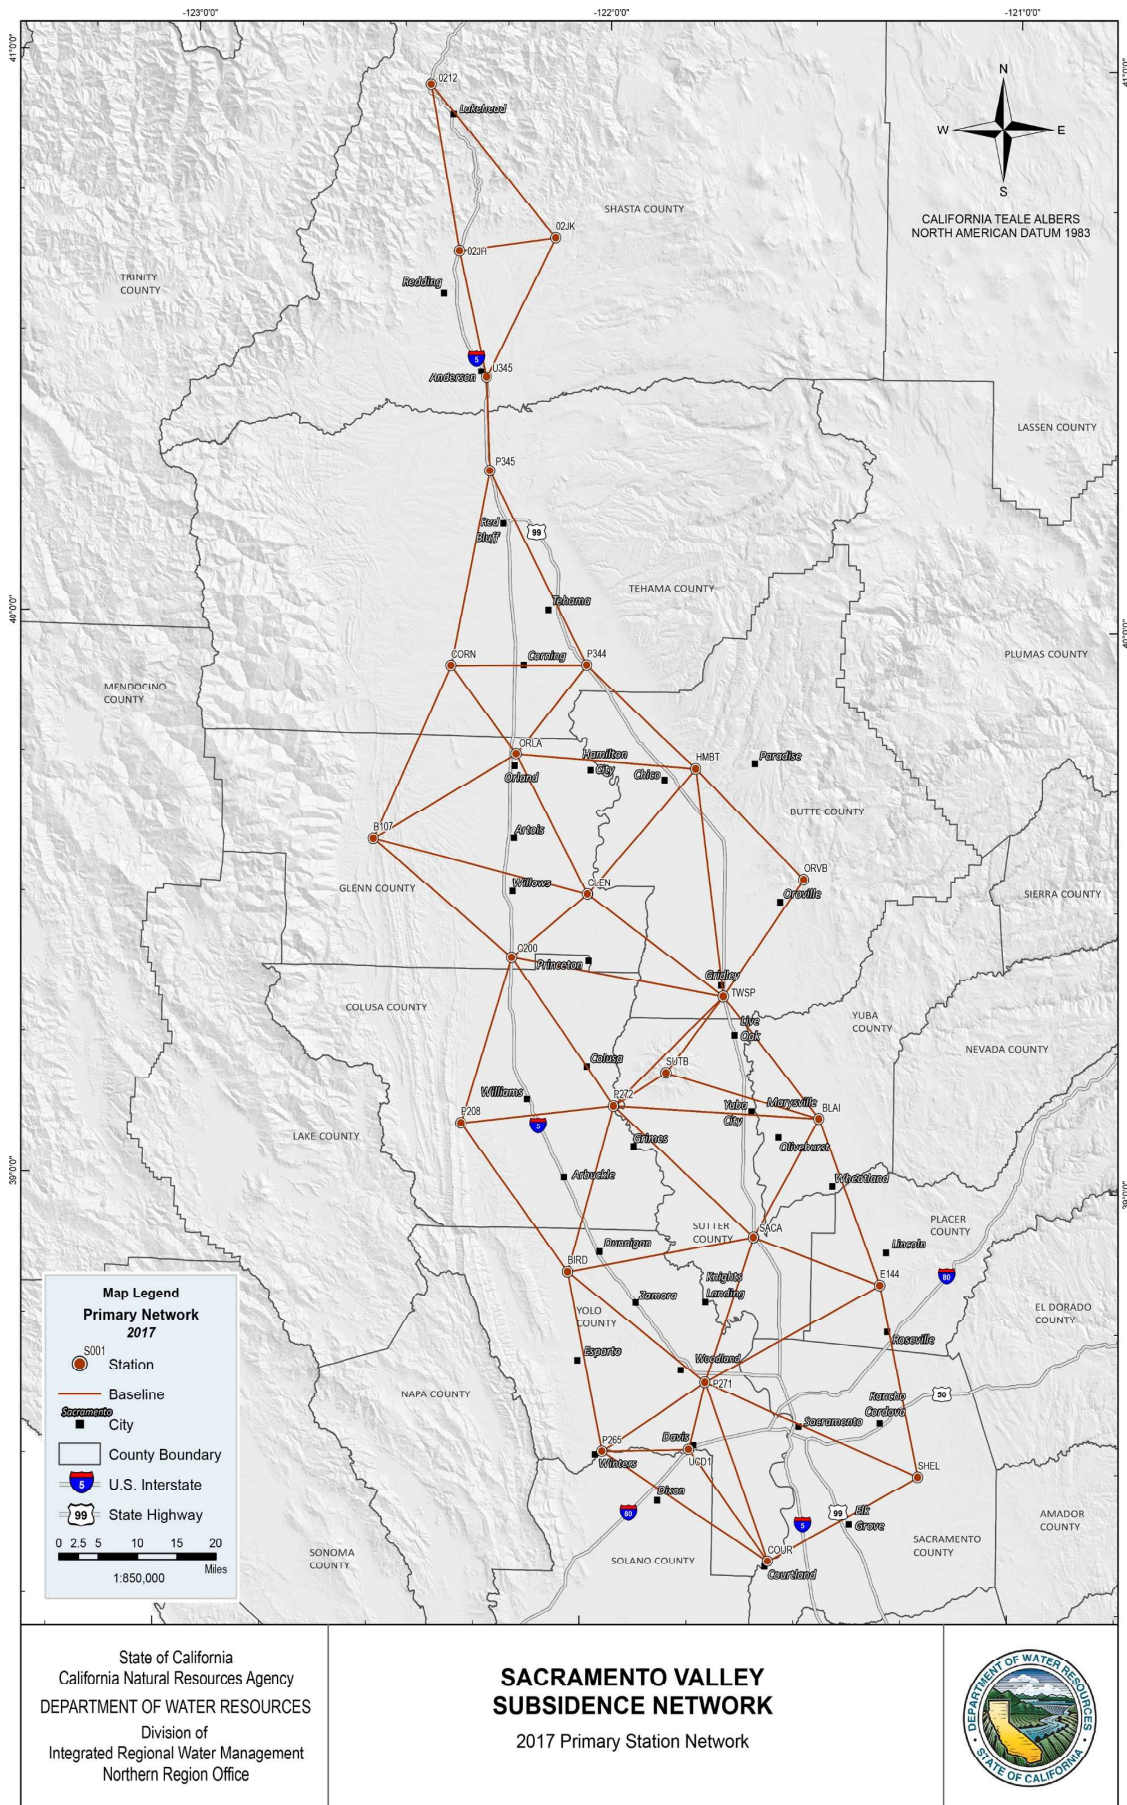 -123°0'0"
-122°0'0"
-121°0'0"
41°0'0"
41°0'0"
0212
Lakehead
N
W
E
S
CALIFORNIA TEALE ALBERS
NORTH AMERICAN DATUM 1983
SHASTA COUNTY
02JK
02JH
TRINITY
COUNTY
Redding
5
U345
Anderson
LASSEN COUNTY
P345
Red
Bluff
99
TEHAMA COUNTY
Tehama
40°0'0"
40°0'0"
CORN
Corning
P344
PLUMAS COUNTY
MENDOCINO
COUNTY
ORLA
Orland
Hamilton
City
Chico
HMBT
Paradise
BUTTE COUNTY
B107
Artois
ORVB
Oroville
GLENN COUNTY
Willows
GLEN
SIERRA COUNTY
C200
Princeton
Gridley
TWSP
COLUSA COUNTY
Live
Oak
YUBA
COUNTY
NEVADA COUNTY
Colusa
SUTB
Williams
P272
Yuba
City
Marysville
BLAI
P208
5
Grimes
Olivehurst
LAKE COUNTY
Arbuckle
Wheatland
39°0'0"
39°0'0"
SUTTER
COUNTY
SACA
PLACER
COUNTY
Dunnigan
Lincoln
BIRD
Knights
Landing
E144
80
Zamora
YOLO
COUNTY
EL DORADO
COUNTY
Roseville
Esparto
Woodland
P271
NAPA COUNTY
50
Rancho
Cordova
Sacramento
P265
Winters
Davis
UCD1
SHEL
Dixon
80
5
99
Elk
Grove
AMADOR
COUNTY
SACRAMENTO
COUNTY
COUR
Courtland
SOLANO COUNTY
SONOMA
COUNTY
Map Legend
Primary Network
2017
S001
Station
Baseline
Sacramento
City
County Boundary
5
U.S. Interstate
99
State Highway
0 2.5 5 10 15 20
Miles
1:850,000
State of California
California Natural Resources Agency
DEPARTMENT OF WATER RESOURCES
Division of
Integrated Regional Water Management
Northern Region Office
SACRAMENTO VALLEY
SUBSIDENCE NETWORK
2017 Primary Station Network
DEPARTMENT OF WATER RESOURCES
STATE OF CALIFORNIA